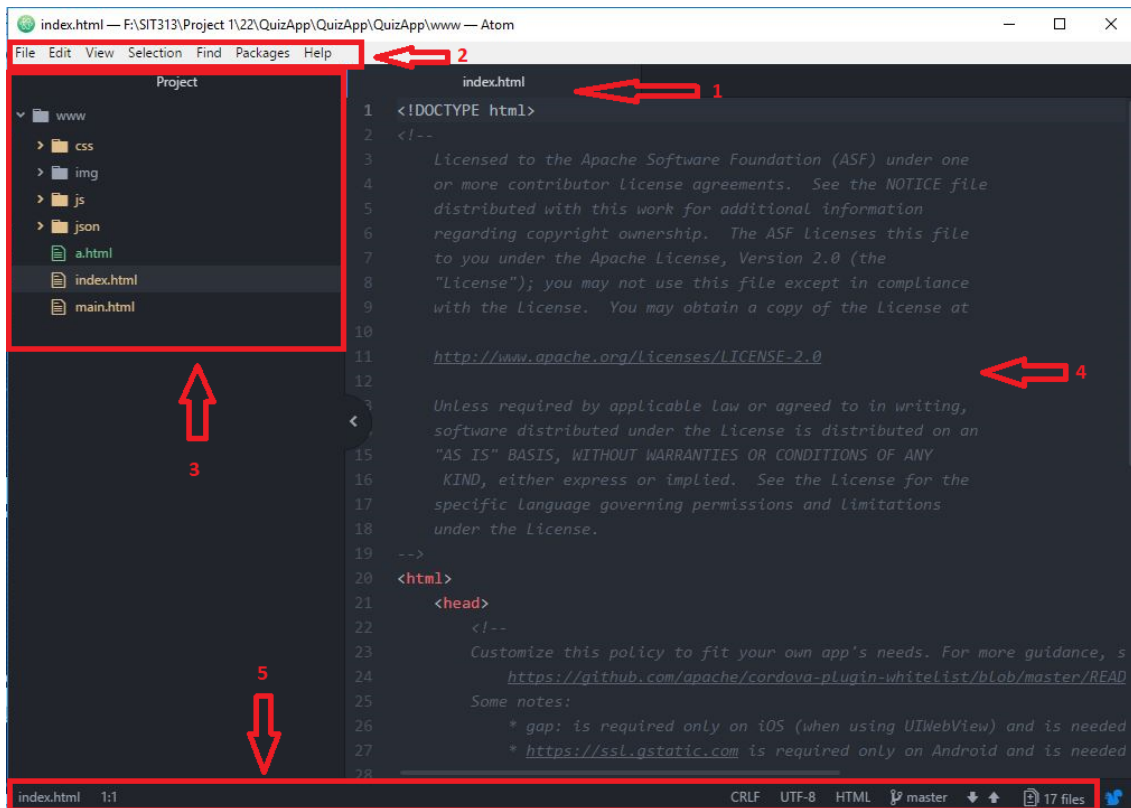 index.html — F:\SIT313\Project 1\22\QuizApp\QuizApp\QuizApp\www — Atom
File Edit View Selection Find Packages Help
2
Project
www
css
img
js
json
a.html
index.html
main.html
3
index.html
1
1 <!DOCTYPE html>
2 <!--
3 Licensed to the Apache Software Foundation (ASF) under one
4 or more contributor license agreements. See the NOTICE file
5 distributed with this work for additional information
6 regarding copyright ownership. The ASF licenses this file
7 to you under the Apache License, Version 2.0 (the
8 "License"); you may not use this file except in compliance
9 with the License. You may obtain a copy of the License at
10
11 http://www.apache.org/licenses/LICENSE-2.0
12
4
3 Unless required by applicable law or agreed to in writing,
software distributed under the License is distributed on an
15 "AS IS" BASIS, WITHOUT WARRANTIES OR CONDITIONS OF ANY
16 KIND, either express or implied. See the License for the
17 specific language governing permissions and limitations
18 under the License.
19 -->
20 <html>
21 <head>
22 <!--
23 Customize this policy to fit your own app's needs. For more guidance, s
24 https://github.com/apache/cordova-plugin-whitelist/blob/master/READ
25 Some notes:
26 * gap: is required only on iOS (when using UIWebView) and is needed
27 * https://ssl.gstatic.com is required only on Android and is needed
28
5
index.html 1:1 CRLF UTF-8 HTML master 17 files